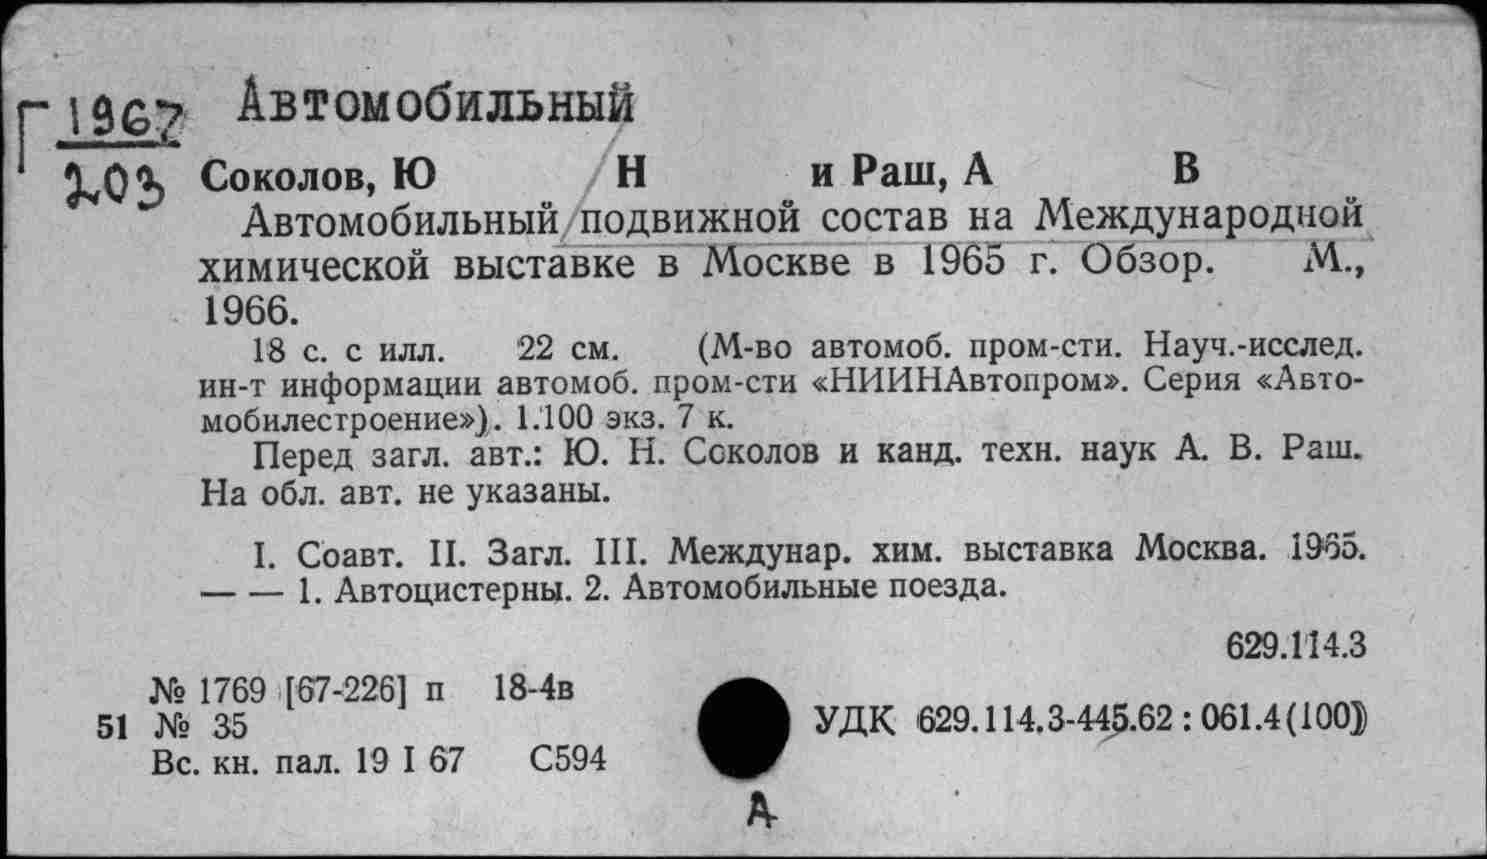 Г 1967 Автомобильный
203 Соколов, Ю Н и Раш, А В
Автомобильный подвижной состав на Международной
химической выставке в Москве в 1965 г. Обзор. М.,
1966.
18 с. с илл. 22 см. (М-во автомоб. пром-сти. Науч.-исслед.
ин-т информации автомоб. пром-сти «НИИНАвтопром». Серия «Авто-
мобилестроение»). 1.100 экз. 7 к.
Перед загл. авт.: Ю. Н. Соколов и канд. техн. наук А. В. Раш.
На обл. авт. не указаны.
I. Соавт. II. Загл. III. Междунар. хим. выставка Москва. 1965.
— — 1. Автоцистерны. 2. Автомобильные поезда.
629.114.3
№ 1769 [67-226] п 18-4в
51 № 35 УДК 629.114.3-445.62 : 061.4(100)
Вс. кн. пал. 19 I 67 С594
А